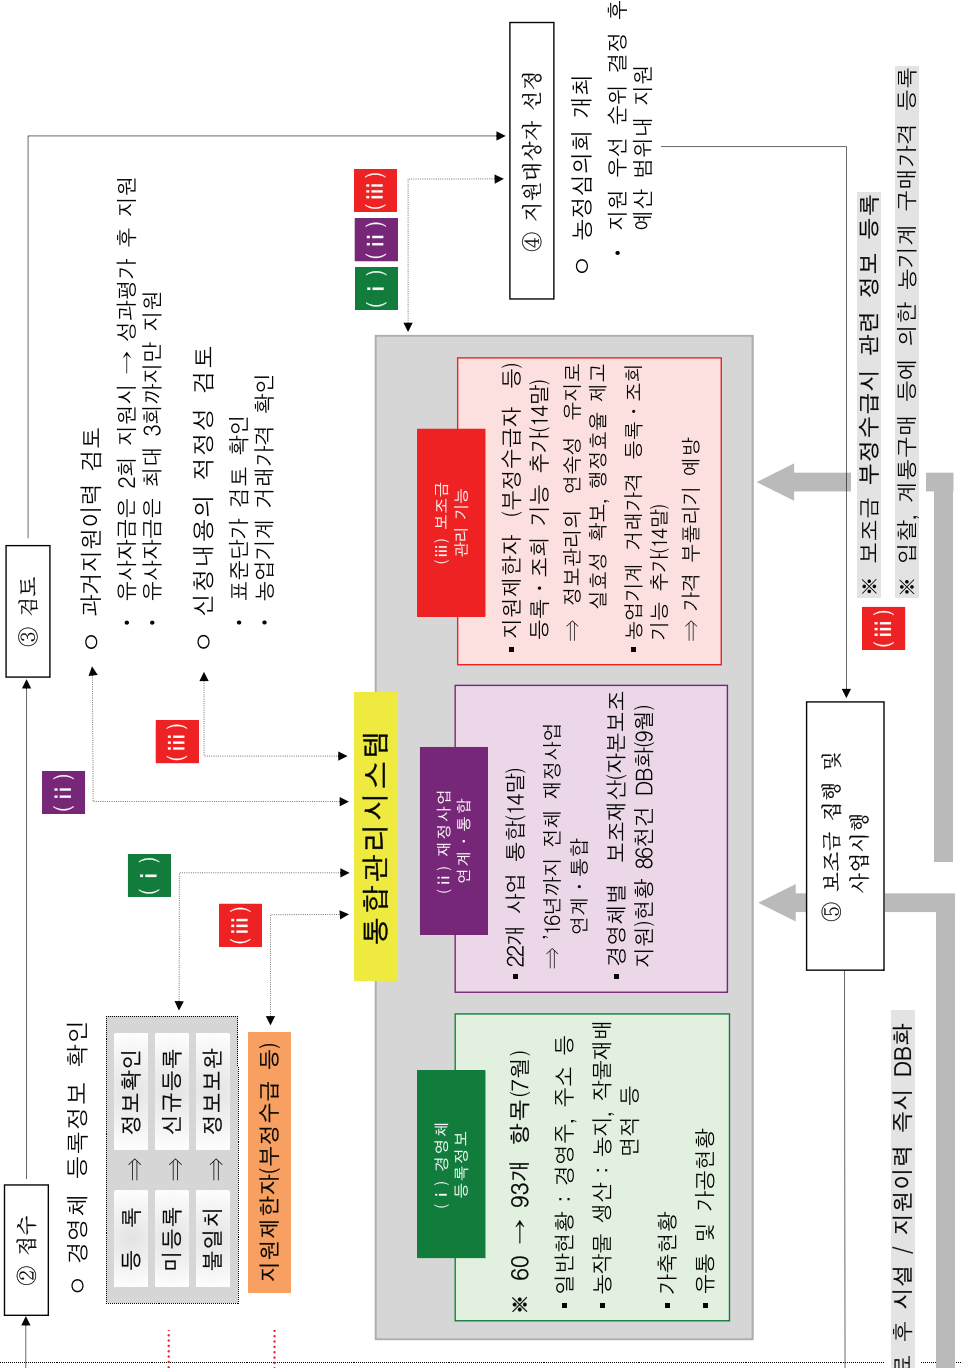 ② 접수
ㅇ 경영체 등록정보 확인
등 록 ⇒ 정보확인
미등록 ⇒ 신규등록
불일치 ⇒ 정보보완
지원제한자(부정수급 등)
(ⅰ)
(ⅲ)
③ 검토
ㅇ 과거지원이력 검토
・ 유사자금은 2회 지원시 → 성과평가 후 지원
・ 유사자금은 최대 3회까지만 지원
ㅇ 신청내용의 적정성 검토
・ 표준단가 검토 확인
・ 농업기계 거래가격 확인
(ⅱ)
(ⅲ)
④ 지원대상자 선정
ㅇ 농정심의회 개최
・ 지원 우선 순위 결정 후
예산 범위내 지원
(ⅰ) (ⅱ) (ⅲ)
통합관리시스템
(ⅰ) 경영체
등록정보
※ 60 → 93개 항목(7월)
▪ 일반현황 : 경영주, 주소 등
▪ 농작물 생산 : 농지, 작물재배
면적 등
▪ 가축현황
▪ 유통 및 가공현황
(ⅱ) 재정사업
연계・통합
▪ 22개 사업 통합(14말)
⇒ '16년까지 전체 재정사업
연계・통합
▪ 경영체별 보조재산(자본보조
지원)현황 86천건 DB화(9월)
(ⅲ) 보조금
관리 기능
▪ 지원제한자 (부정수급자 등)
등록・조회 기능 추가(14말)
⇒ 정보관리의 연속성 유지로
실효성 확보, 행정효율 제고
▪ 농업기계 거래가격 등록・조회
기능 추가(14말)
⇒ 가격 부풀리기 예방
⑤ 보조금 집행 및
사업시행
(ⅲ)
※ 보조금 부정수급시 관련 정보 등록
※ 입찰, 계통구매 등에 의한 농기계 구매가격 등록
후 시설 / 지원이력 즉시 DB화